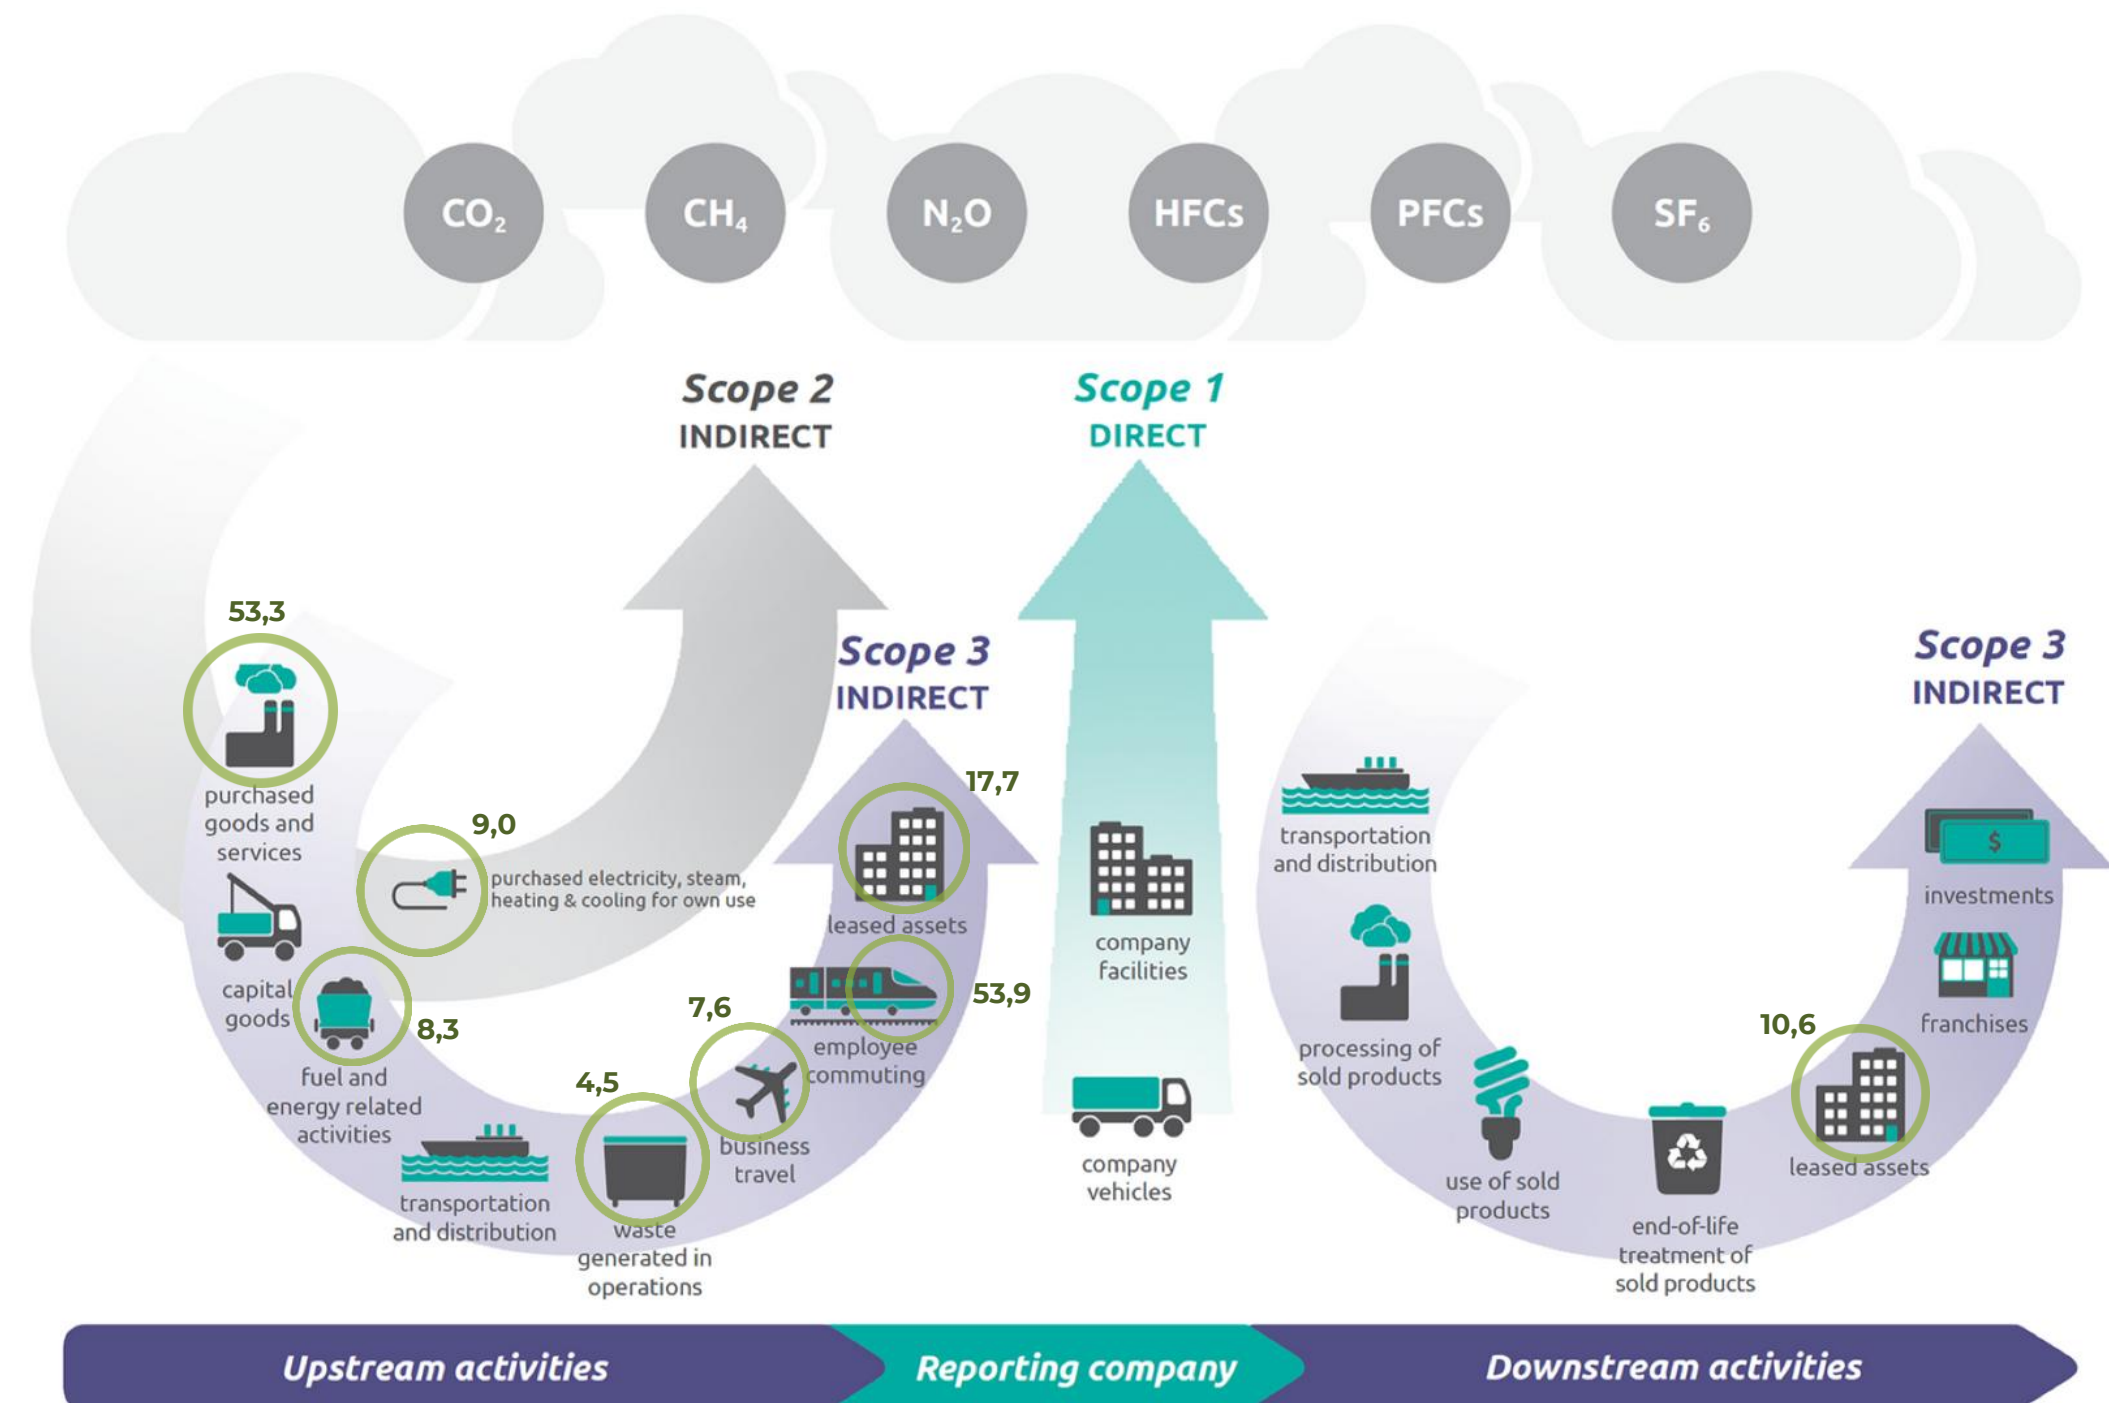 CO₂
CH₄
N₂O
HFCs
PFCs
SF₆
Scope 2
INDIRECT
Scope 1
DIRECT
Scope 3
INDIRECT
Scope 3
INDIRECT
53,3
purchased
goods and
services
9,0
purchased electricity, steam,
heating & cooling for own use
capital
goods
8,3
fuel and
energy related
activities
transportation
and distribution
4,5
waste
generated in
operations
7,6
business
travel
53,9
employee
commuting
17,7
leased assets
company
facilities
company
vehicles
transportation
and distribution
processing of
sold products
use of sold
products
end-of-life
treatment of
sold products
10,6
leased assets
franchises
$
investments
Upstream activities
Reporting company
Downstream activities